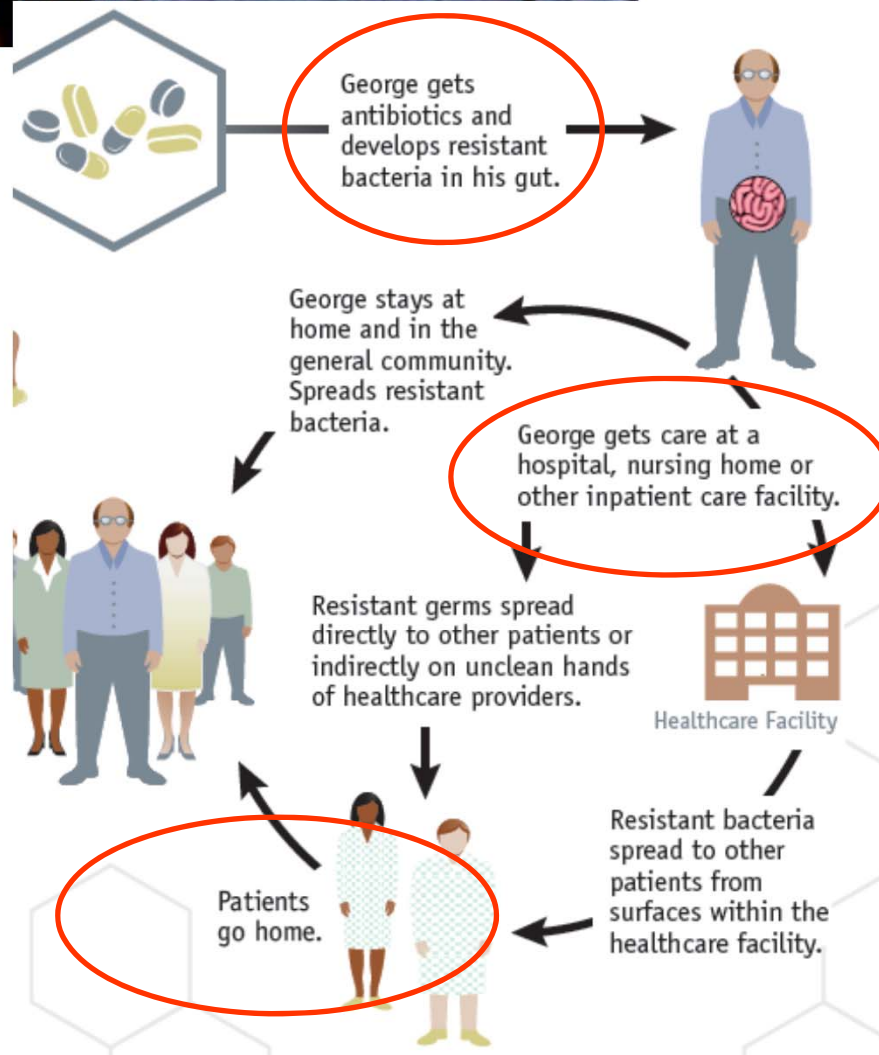 George gets
antibiotics and
develops resistant
bacteria in his gut.
George stays at
home and in the
general community.
Spreads resistant
bacteria.
George gets care at a
hospital, nursing home or
other inpatient care facility.
Resistant germs spread
directly to other patients or
indirectly on unclean hands
of healthcare providers.
Healthcare Facility
Resistant bacteria
spread to other
patients from
surfaces within the
healthcare facility.
Patients
go home.